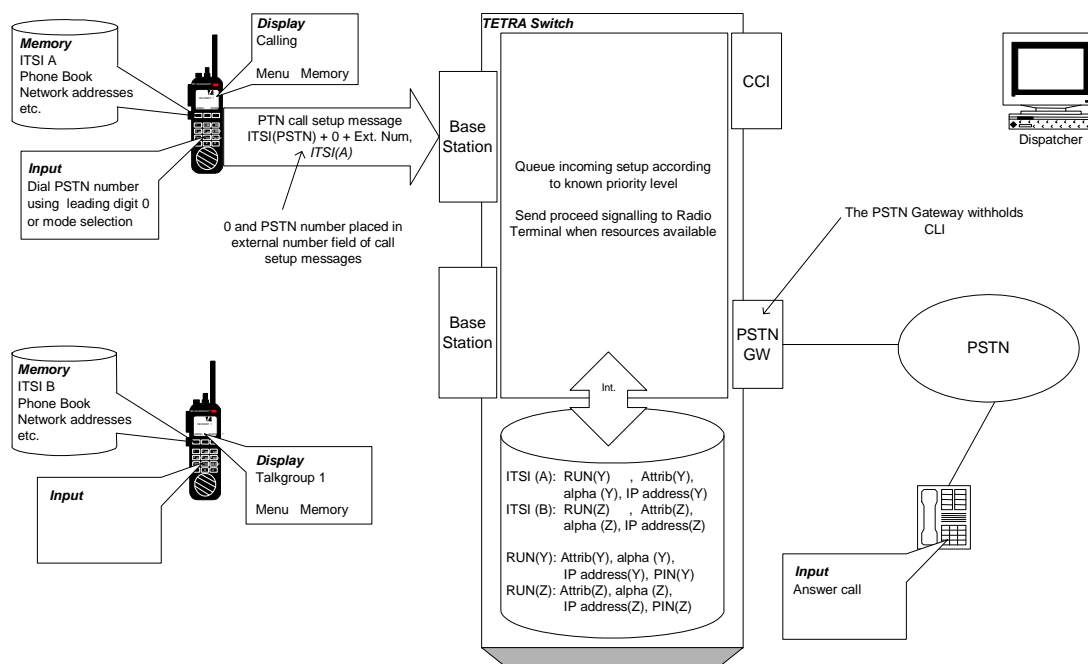 TETRA Switch
Memory
ITSI A
Phone Book
Network addresses
etc.
Display
Calling
Menu Memory
Input
Dial PSTN number
using leading digit 0
or mode selection
PTN call setup message
ITSI(PSTN) + 0 + Ext. Num,
ITSI(A)
0 and PSTN number placed in
external number field of call
setup messages
Base
Station
Queue incoming setup according
to known priority level
Send proceed signalling to Radio
Terminal when resources available
CCI
Dispatcher
The PSTN Gateway withholds
CLI
Base
Station
PSTN
GW
PSTN
Memory
ITSI B
Phone Book
Network addresses
etc.
Display
Talkgroup 1
Menu Memory
Input
Int.
ITSI (A): RUN(Y) , Attrib(Y),
alpha (Y), IP address(Y)
ITSI (B): RUN(Z) , Attrib(Z),
alpha (Z), IP address(Z)
RUN(Y): Attrib(Y), alpha (Y),
IP address(Y), PIN(Y)
RUN(Z): Attrib(Z), alpha (Z),
IP address(Z), PIN(Z)
Input
Answer call